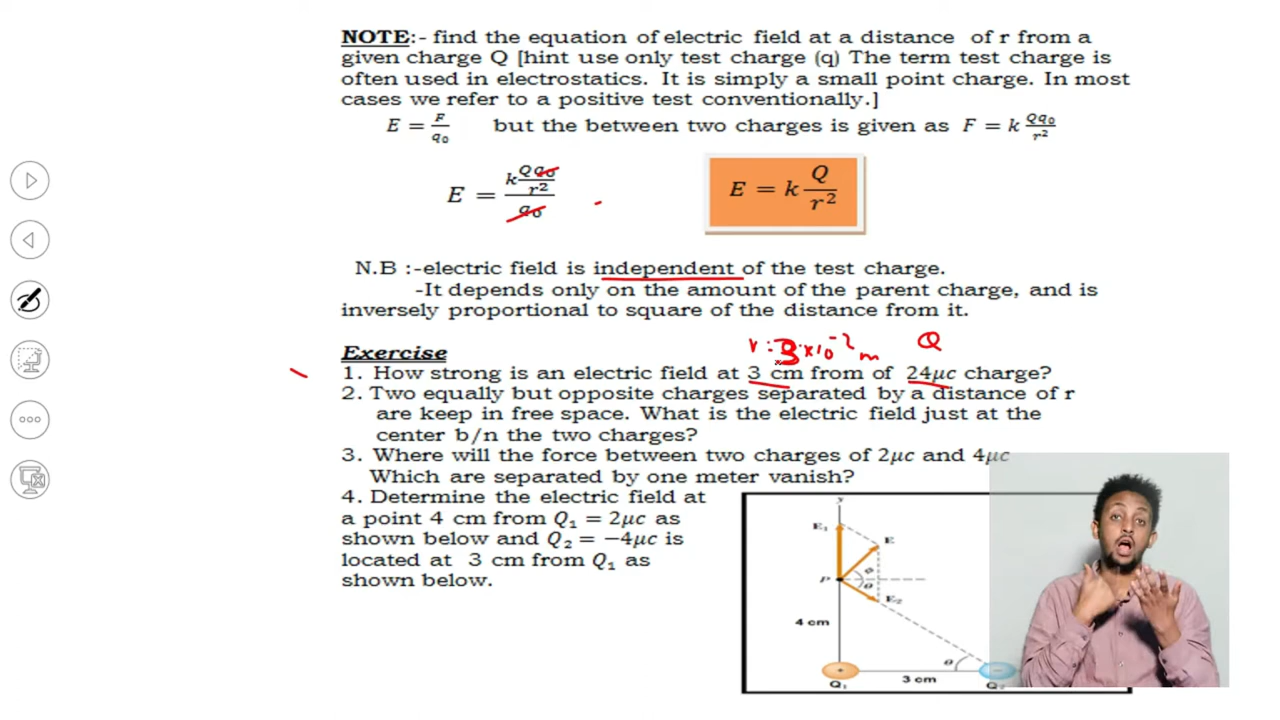 NOTE:- find the equation of electric field at a distance of r from a
given charge Q [hint use only test charge (q) The term test charge is
often used in electrostatics. It is simply a small point charge. In most
cases we refer to a positive test conventionally.]
E = F/q₀ but the between two charges is given as F = k Qq₀/r²
E = k Qq₀/r² / q₀
E = k Q/r²
N.B :-electric field is independent of the test charge.
-It depends only on the amount of the parent charge, and is
inversely proportional to square of the distance from it.
r = 3 × 10⁻² m Q
Exercise
1. How strong is an electric field at 3 cm from of 24μc charge?
2. Two equally but opposite charges separated by a distance of r
are keep in free space. What is the electric field just at the
center b/n the two charges?
3. Where will the force between two charges of 2μc and 4μc
Which are separated by one meter vanish?
4. Determine the electric field at
a point 4 cm from Q₁ = 2μc as
shown below and Q₂ = −4μc is
located at 3 cm from Q₁ as
shown below.
y
E₁
E
P
ϕ
θ
E₂
4 cm
θ
+
−
Q₁
3 cm